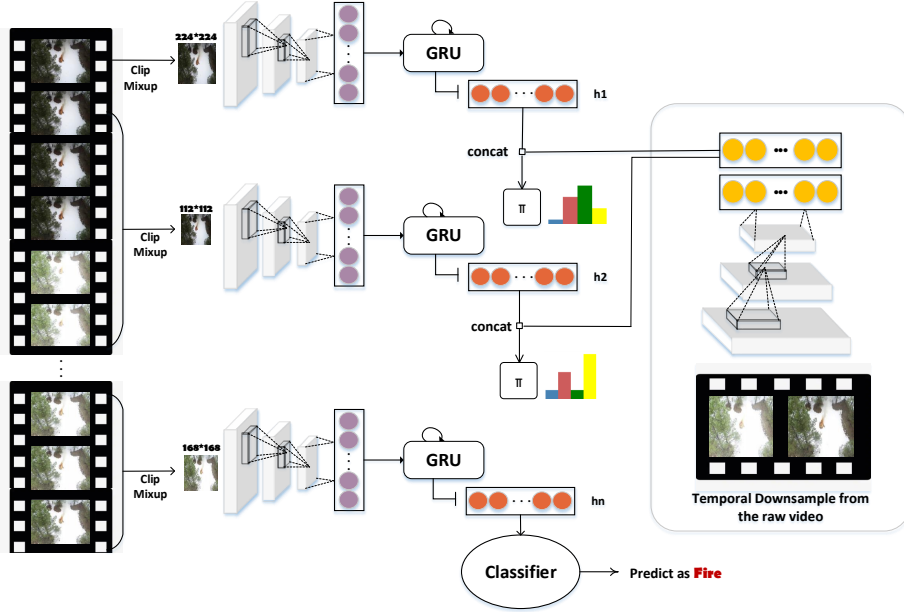 224*224
Clip
Mixup
GRU
h1
concat
π
112*112
Clip
Mixup
GRU
h2
concat
π
168*168
Clip
Mixup
GRU
hn
Classifier
Predict as Fire
Temporal Downsample from
the raw video